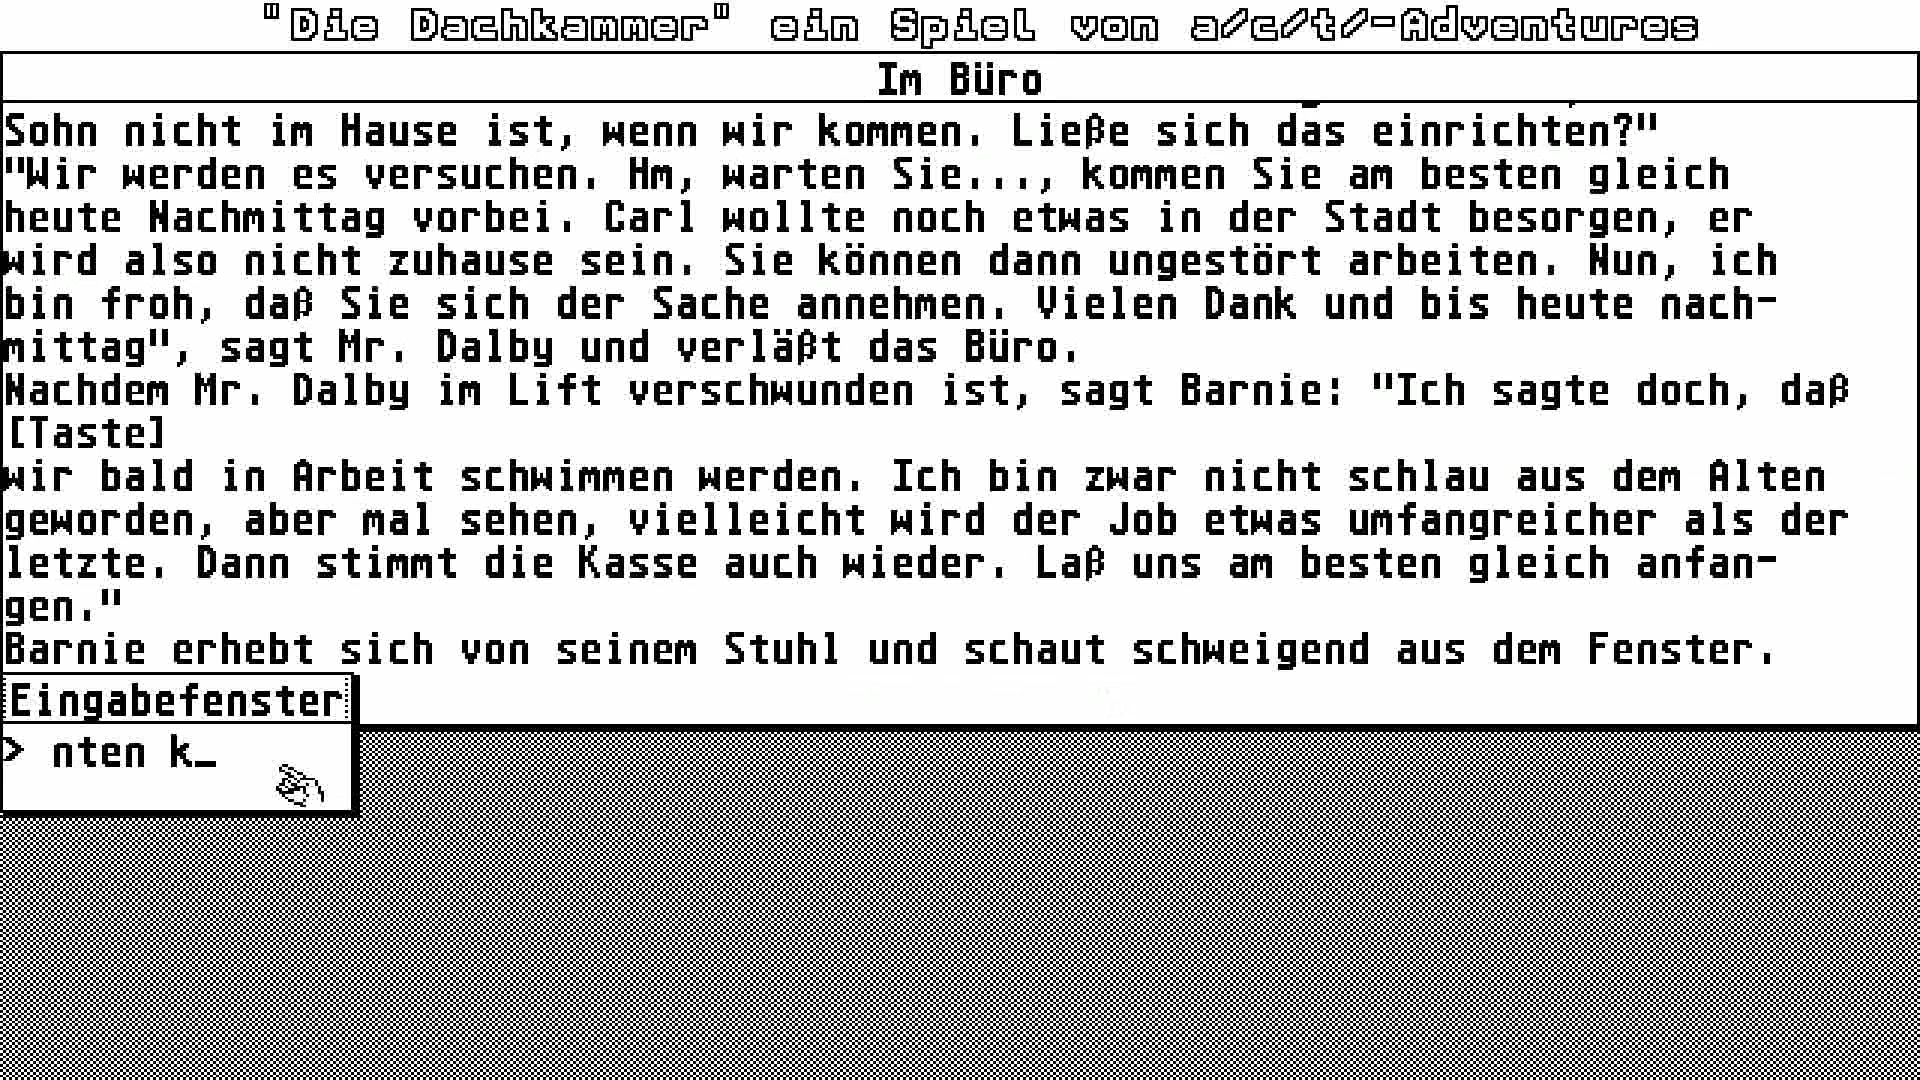 "Die Dachkammer" ein Spiel von a/c/t/-Adventures
Im Büro
Sohn nicht im Hause ist, wenn wir kommen. Ließe sich das einrichten?"
"Wir werden es versuchen. Hm, warten Sie..., kommen Sie am besten gleich
heute Nachmittag vorbei. Carl wollte noch etwas in der Stadt besorgen, er
wird also nicht zuhause sein. Sie können dann ungestört arbeiten. Nun, ich
bin froh, daß Sie sich der Sache annehmen. Vielen Dank und bis heute nach-
mittag", sagt Mr. Dalby und verläßt das Büro.
Nachdem Mr. Dalby im Lift verschwunden ist, sagt Barnie: "Ich sagte doch, daß
[Taste]
wir bald in Arbeit schwimmen werden. Ich bin zwar nicht schlau aus dem Alten
geworden, aber mal sehen, vielleicht wird der Job etwas umfangreicher als der
letzte. Dann stimmt die Kasse auch wieder. Laß uns am besten gleich anfan-
gen."
Barnie erhebt sich von seinem Stuhl und schaut schweigend aus dem Fenster.
Eingabefenster
> nten k_